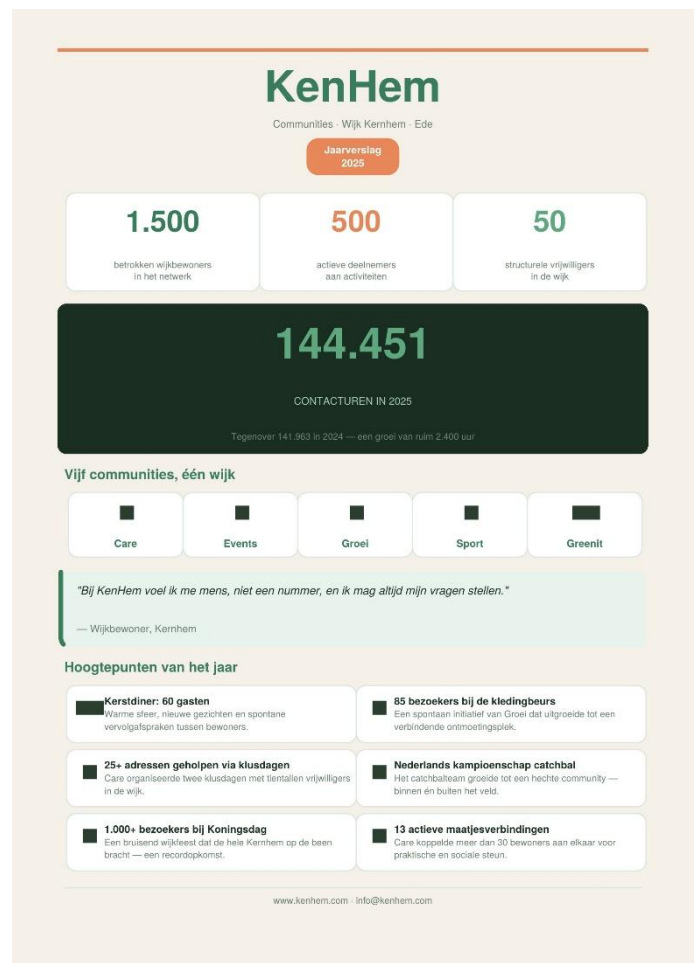 KenHem
Communities · Wijk Kernhem · Ede
Jaarverslag
2025
1.500
betrokken wijkbewoners
in het netwerk
500
actieve deelnemers
aan activiteiten
50
structurele vrijwilligers
in de wijk
144.451
CONTACTUREN IN 2025
Tegenover 141.963 in 2024 — een groei van ruim 2.400 uur
Vijf communities, één wijk
Care
Events
Groei
Sport
Greenit
"Bij KenHem voel ik me mens, niet een nummer, en ik mag altijd mijn vragen stellen."
— Wijkbewoner, Kernhem
Hoogtepunten van het jaar
Kerstdiner: 60 gasten
Warme sfeer, nieuwe gezichten en spontane
vervolgafspraken tussen bewoners.
85 bezoekers bij de kledingbeurs
Een spontaan initiatief van Groei dat uitgroeide tot een
verbindende ontmoetingsplek.
25+ adressen geholpen via klusdagen
Care organiseerde twee klusdagen met tientallen vrijwilligers
in de wijk.
Nederlands kampioenschap catchbal
Het catchbalteam groeide tot een hechte community —
binnen én buiten het veld.
1.000+ bezoekers bij Koningsdag
Een bruisend wijkfeest dat de hele Kernhem op de been
bracht — een recordopkomst.
13 actieve maatjesverbindingen
Care koppelde meer dan 30 bewoners aan elkaar voor
praktische en sociale steun.
www.kenhem.com · info@kenhem.com